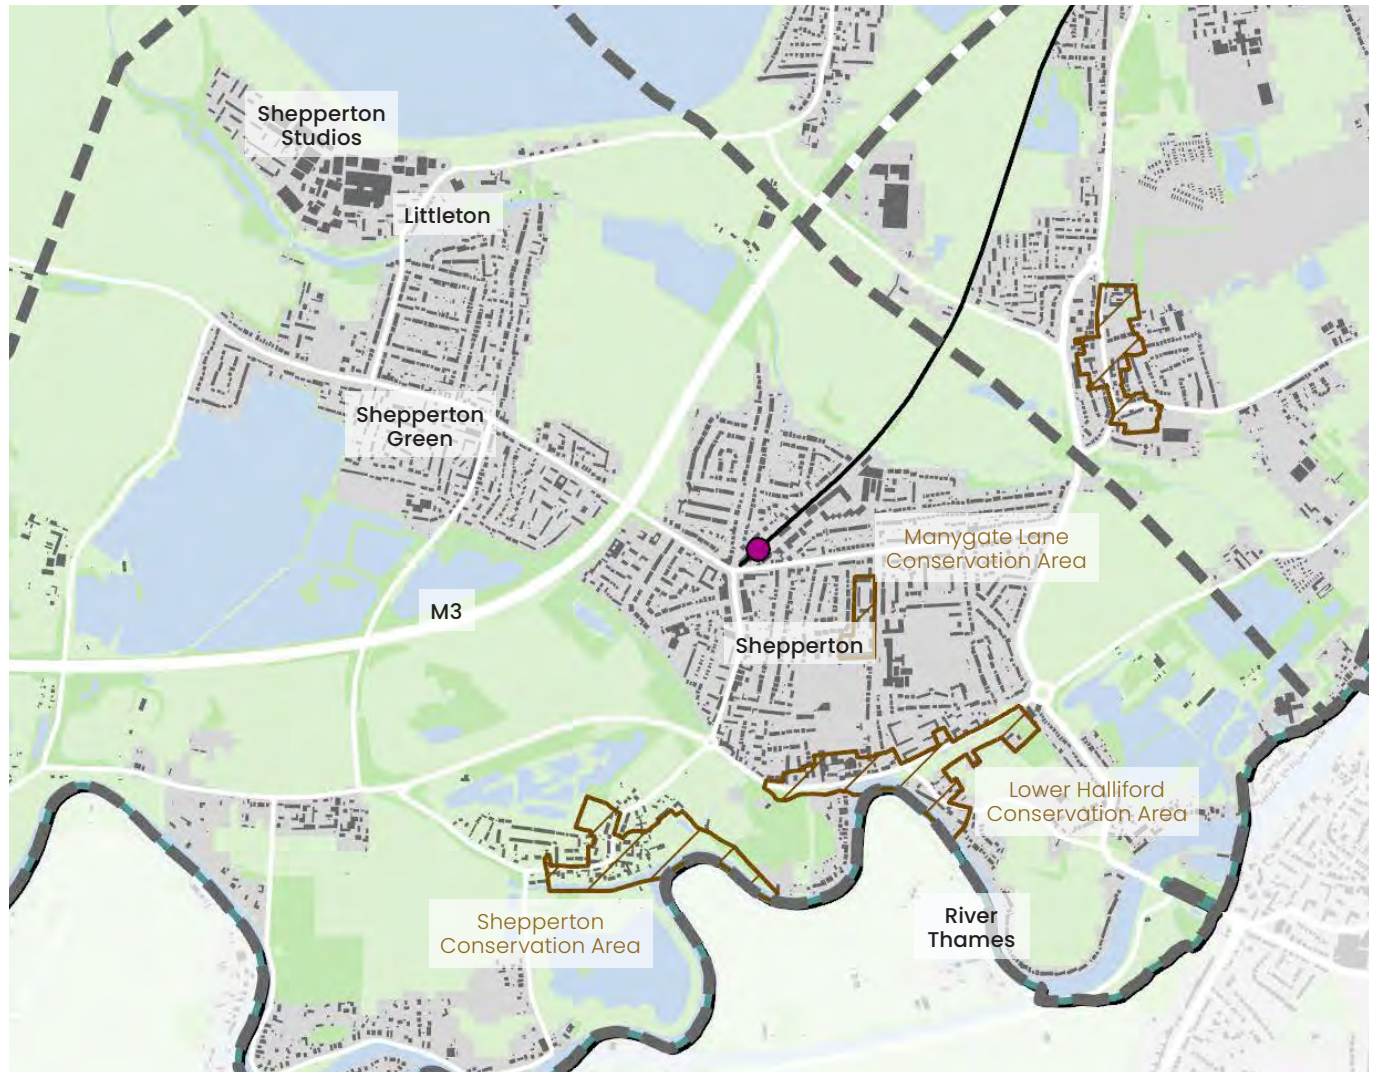 Shepperton
Studios
Littleton
Shepperton
Green
Manygate Lane
Conservation Area
M3
Shepperton
Lower Halliford
Conservation Area
Shepperton
Conservation Area
River
Thames